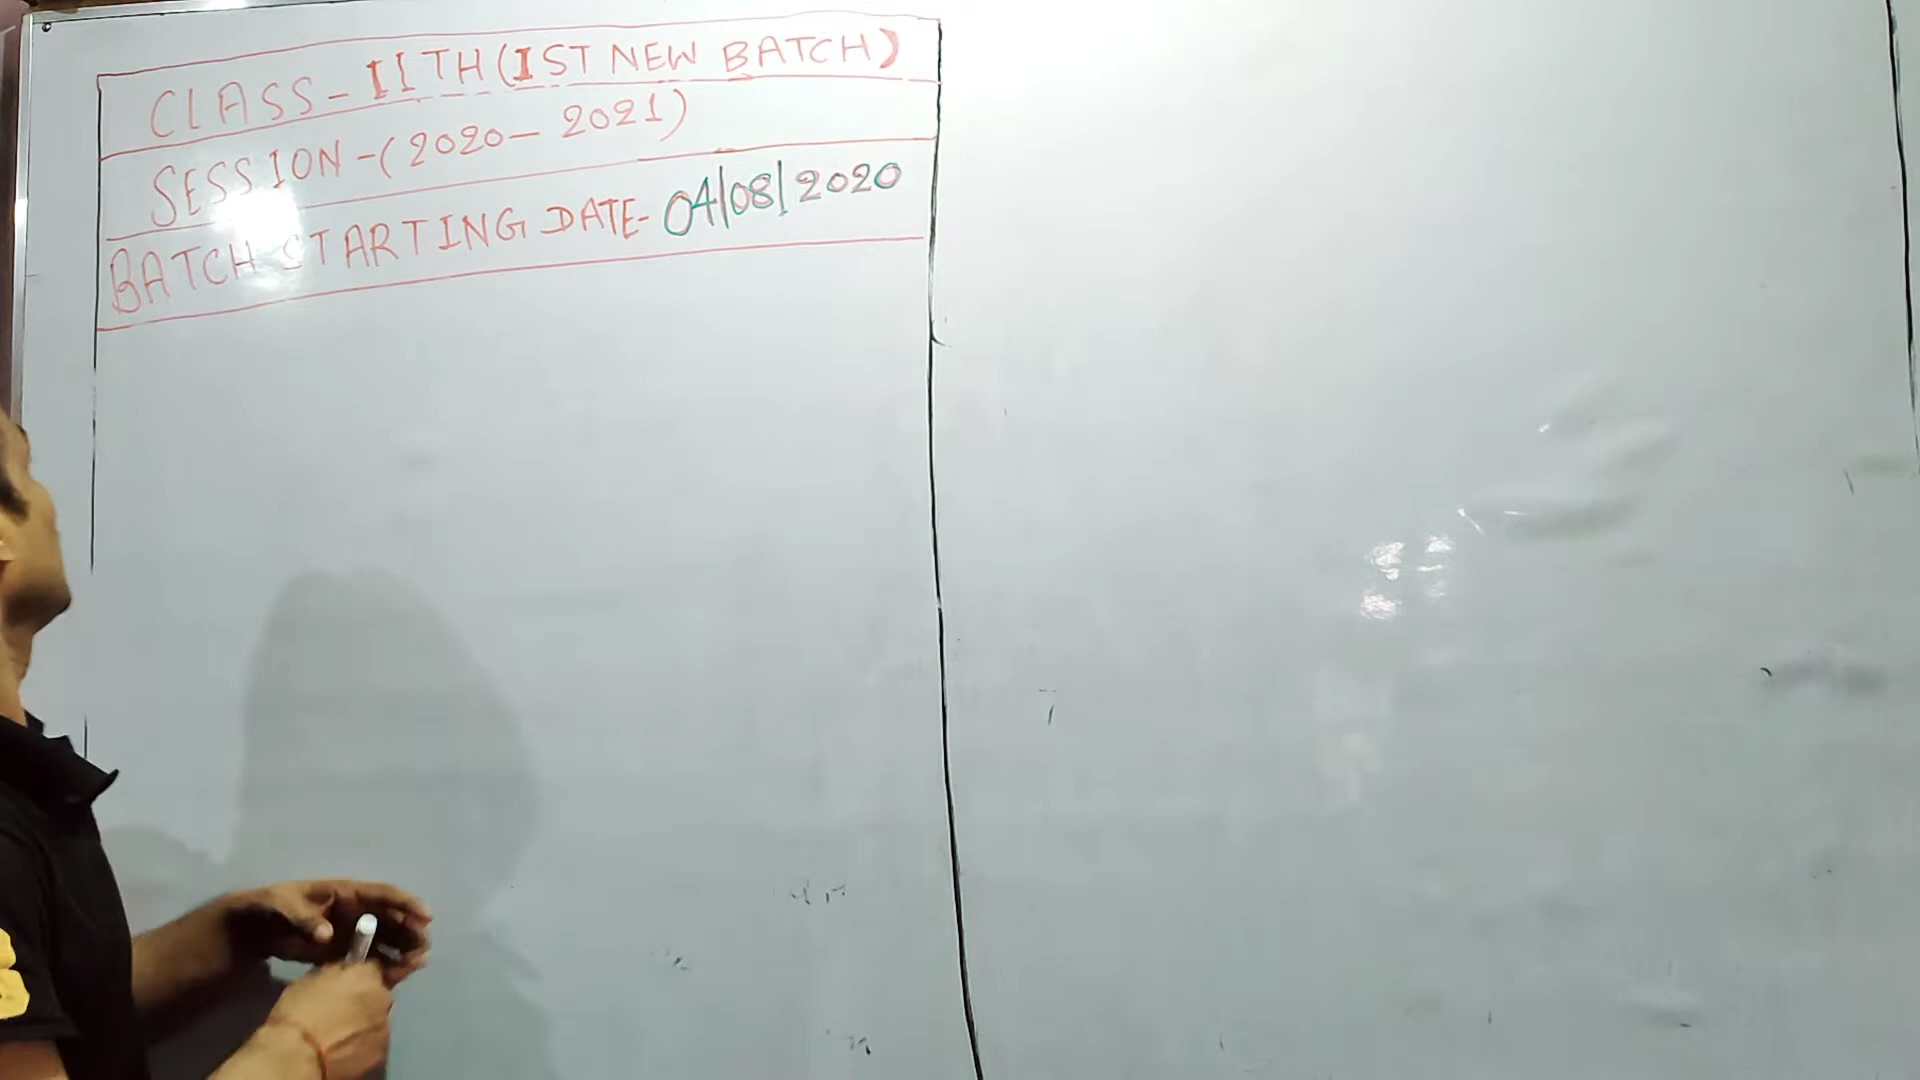 CLASS-11TH (1ST NEW BATCH)
SESSION-(2020-2021)
BATCH STARTING DATE-04/08/2020